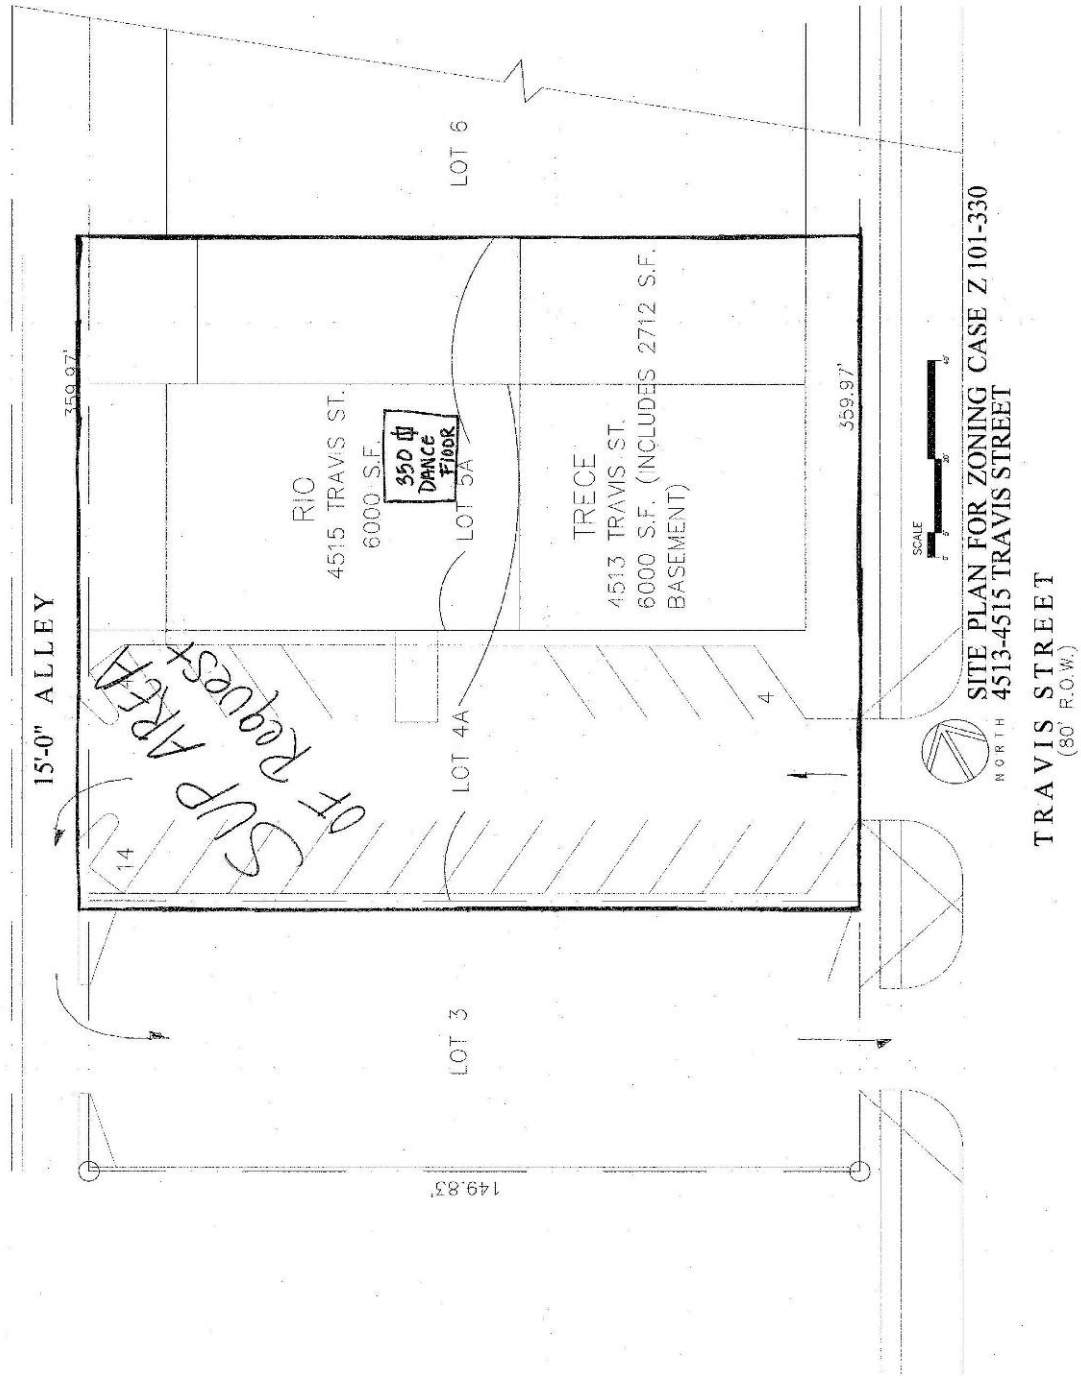 15'-0" ALLEY
359.97'
LOT 6
RIO
4515 TRAVIS ST.
6000 S.F.
350 ⏍
DANCE
FlOOR
LOT 5A
TRECE
4513 TRAVIS ST.
6000 S.F. (INCLUDES 2712 S.F.
BASEMENT)
SUP AREA
OF Request
14
4
LOT 4A
LOT 3
149.83'
359.97'
SCALE
NORTH
SITE PLAN FOR ZONING CASE Z 101-330
4513-4515 TRAVIS STREET
TRAVIS STREET
(80' R.O.W.)